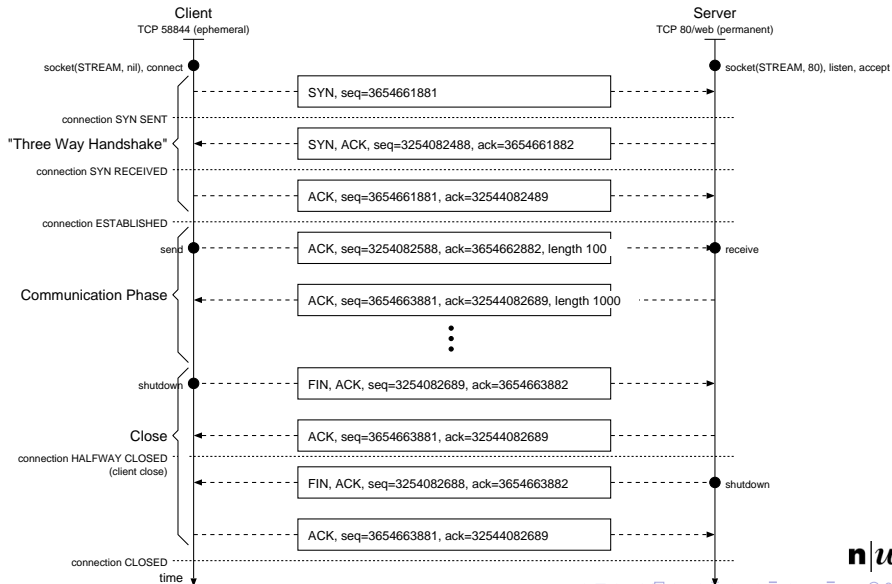 Client
Server
TCP 58844 (ephemeral)
TCP 80/web (permanent)
socket(STREAM, nil), connect
socket(STREAM, 80), listen, accept
SYN, seq=3654661881
connection SYN SENT
"Three Way Handshake"
SYN, ACK, seq=3254082488, ack=3654661882
connection SYN RECEIVED
ACK, seq=3654661881, ack=32544082489
connection ESTABLISHED
send
ACK, seq=3254082588, ack=3654662882, length 100
receive
Communication Phase
ACK, seq=3654663881, ack=32544082689, length 1000
shutdown
FIN, ACK, seq=3254082689, ack=3654663882
Close
ACK, seq=3654663881, ack=32544082689
connection HALFWAY CLOSED
(client close)
FIN, ACK, seq=3254082688, ack=3654663882
shutdown
ACK, seq=3654663881, ack=32544082689
connection CLOSED
time